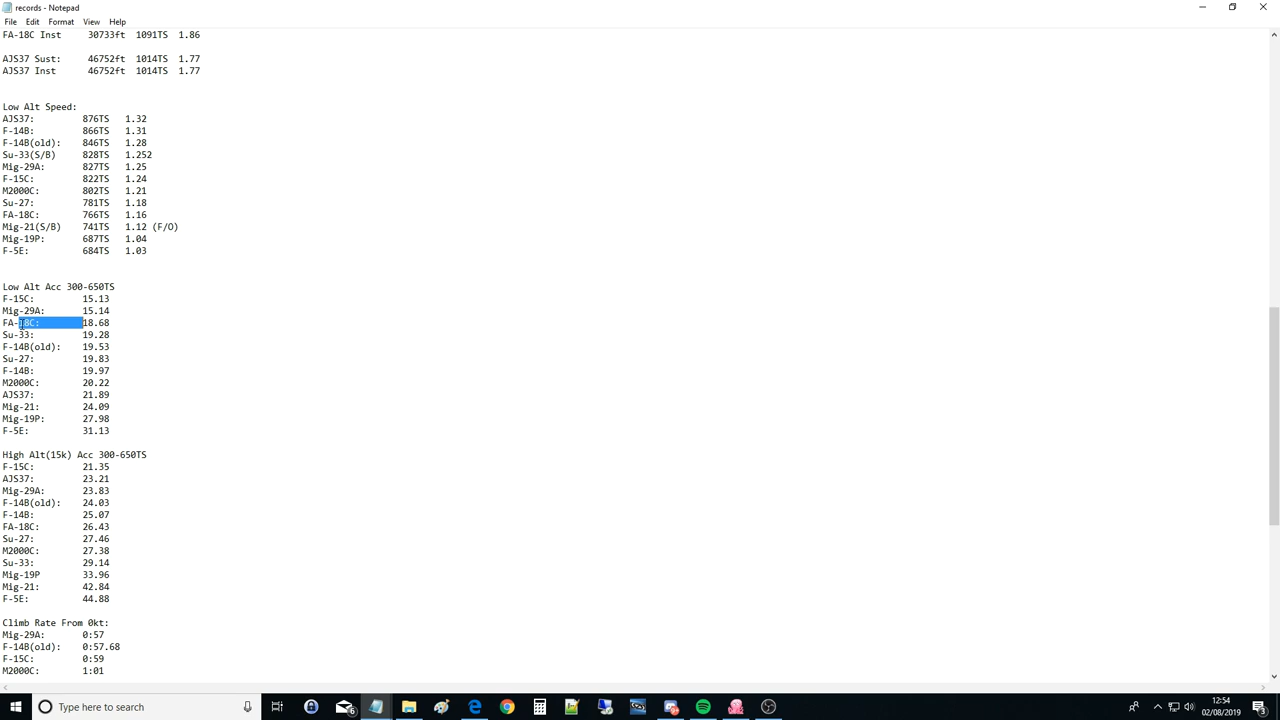 records - Notepad
File Edit Format View Help
FA-18C Inst 30733ft 1091TS 1.86
AJS37 Sust: 46752ft 1014TS 1.77
AJS37 Inst 46752ft 1014TS 1.77
Low Alt Speed:
AJS37: 876TS 1.32
F-14B: 866TS 1.31
F-14B(old): 846TS 1.28
Su-33(S/B) 828TS 1.252
Mig-29A: 827TS 1.25
F-15C: 822TS 1.24
M2000C: 802TS 1.21
Su-27: 781TS 1.18
FA-18C: 766TS 1.16
Mig-21(S/B) 741TS 1.12 (F/O)
Mig-19P: 687TS 1.04
F-5E: 684TS 1.03
Low Alt Acc 300-650TS
F-15C: 15.13
Mig-29A: 15.14
FA-18C: 18.68
Su-33: 19.28
F-14B(old): 19.53
Su-27: 19.83
F-14B: 19.97
M2000C: 20.22
AJS37: 21.89
Mig-21: 24.09
Mig-19P: 27.98
F-5E: 31.13
High Alt(15k) Acc 300-650TS
F-15C: 21.35
AJS37: 23.21
Mig-29A: 23.83
F-14B(old): 24.03
F-14B: 25.07
FA-18C: 26.43
Su-27: 27.46
M2000C: 27.38
Su-33: 29.14
Mig-19P 33.96
Mig-21: 42.84
F-5E: 44.88
Climb Rate From 0kt:
Mig-29A: 0:57
F-14B(old): 0:57.68
F-15C: 0:59
M2000C: 1:01
Type here to search
6
12:54
02/08/2019
3